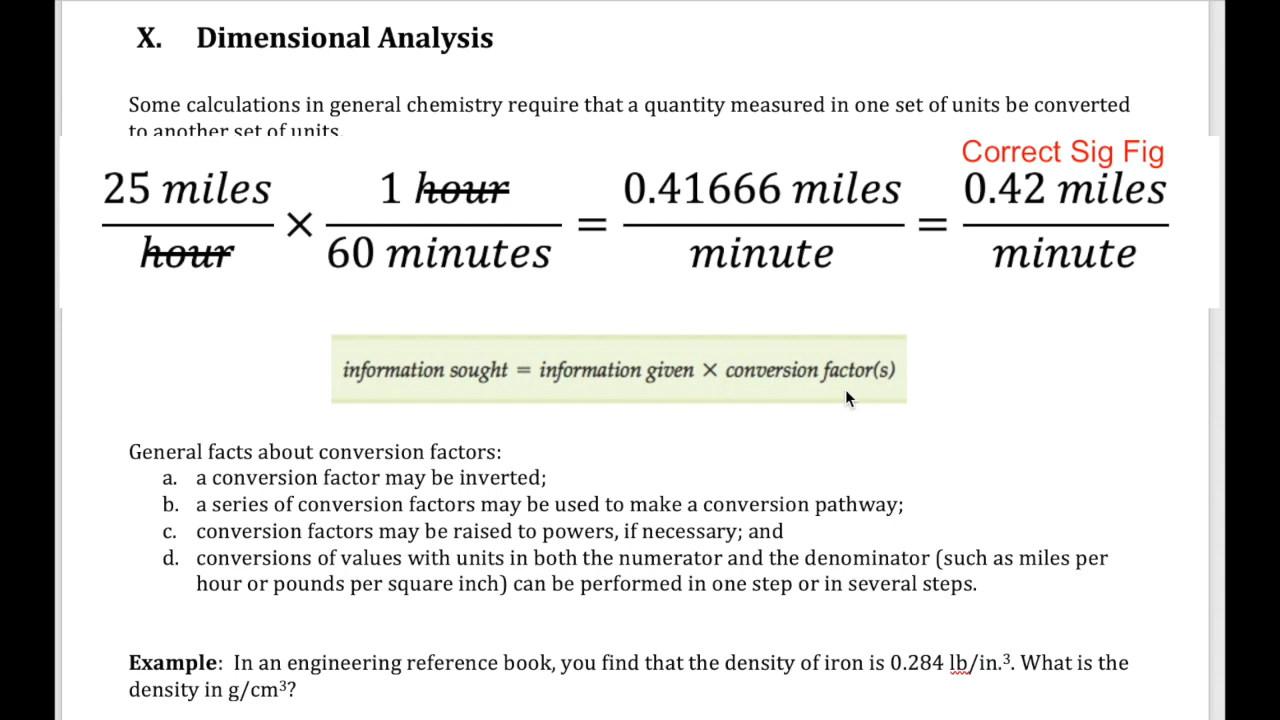 X. Dimensional Analysis
Some calculations in general chemistry require that a quantity measured in one set of units be converted
to another set of units.
Correct Sig Fig
25 miles / hour × 1 hour / 60 minutes = 0.41666 miles / minute = 0.42 miles / minute
information sought = information given × conversion factor(s)
General facts about conversion factors:
a. a conversion factor may be inverted;
b. a series of conversion factors may be used to make a conversion pathway;
c. conversion factors may be raised to powers, if necessary; and
d. conversions of values with units in both the numerator and the denominator (such as miles per
hour or pounds per square inch) can be performed in one step or in several steps.
Example: In an engineering reference book, you find that the density of iron is 0.284 lb/in.³. What is the
density in g/cm³?